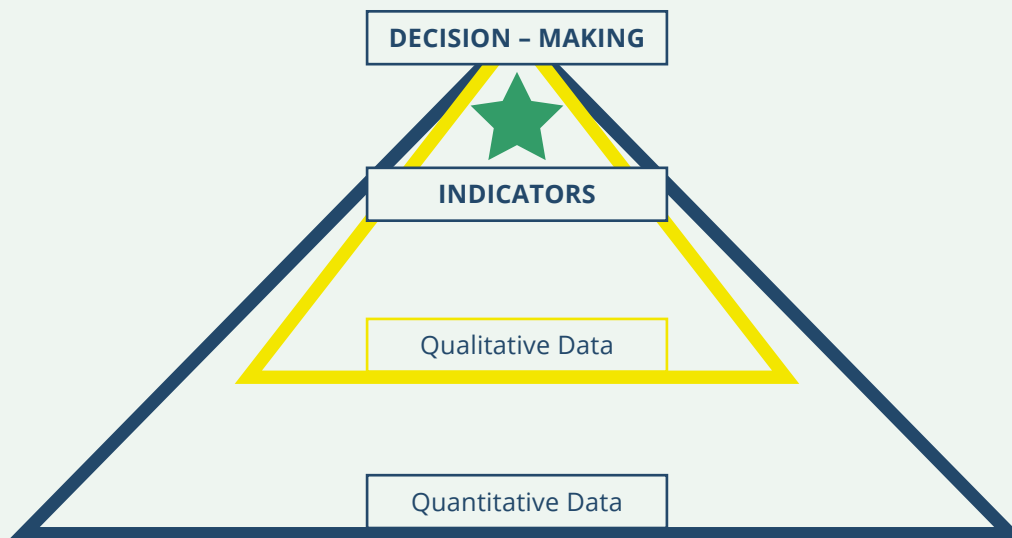 DECISION – MAKING
INDICATORS
Qualitative Data
Quantitative Data